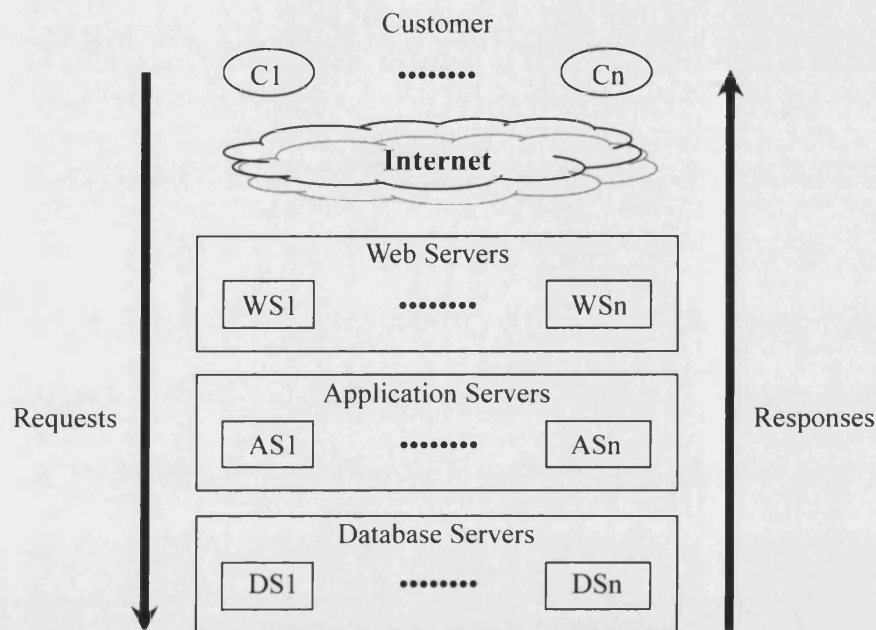 Customer
C1 ........ Cn
Internet
Web Servers
WS1 ........ WSn
Application Servers
Requests
Responses
AS1 ........ ASn
Database Servers
DS1 ........ DSn